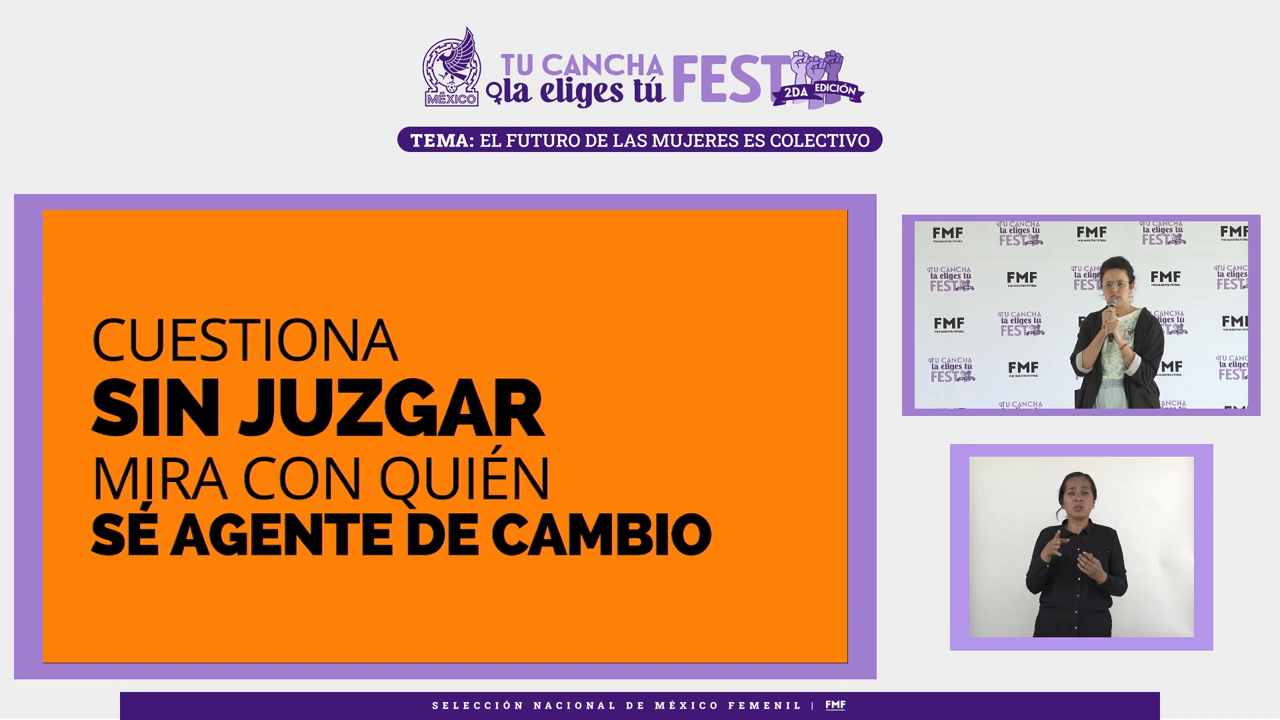 MÉXICO
TU CANCHA
la eliges tú
FEST
2DA EDICIÓN
TEMA: EL FUTURO DE LAS MUJERES ES COLECTIVO
CUESTIONA
SIN JUZGAR
MIRA CON QUIÉN
SÉ AGENTE DE CAMBIO
FMF
TU CANCHA
la eliges tú
FEST
SELECCIÓN NACIONAL DE MÉXICO FEMENIL | FMF